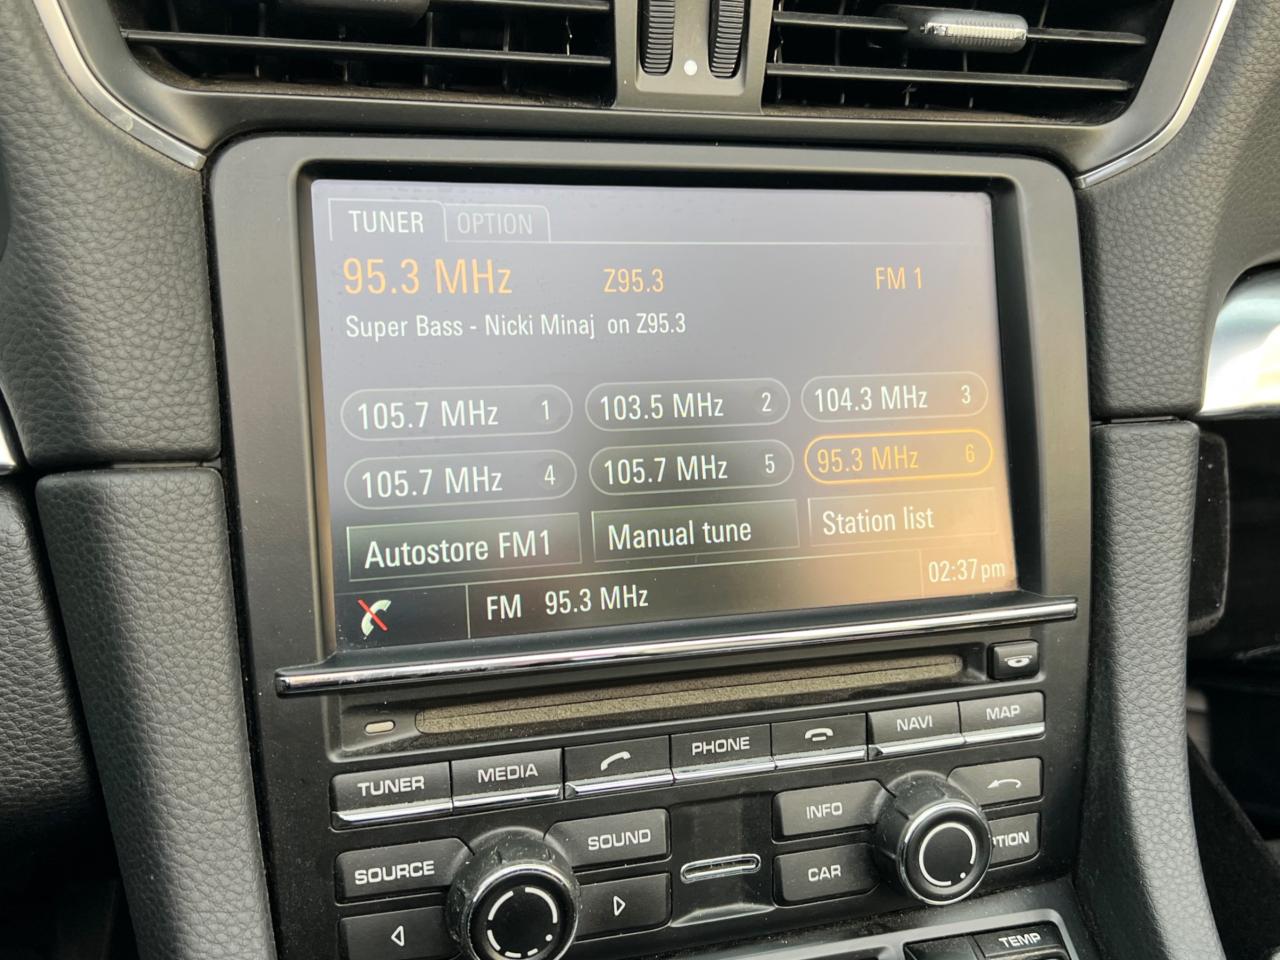 TUNER OPTION
95.3 MHz Z95.3 FM 1
Super Bass - Nicki Minaj on Z95.3
105.7 MHz 1 103.5 MHz 2 104.3 MHz 3
105.7 MHz 4 105.7 MHz 5 95.3 MHz 6
Autostore FM1 Manual tune Station list
FM 95.3 MHz 02:37 pm
TUNER MEDIA PHONE NAVI MAP
SOURCE SOUND INFO
CAR TION
TEMP